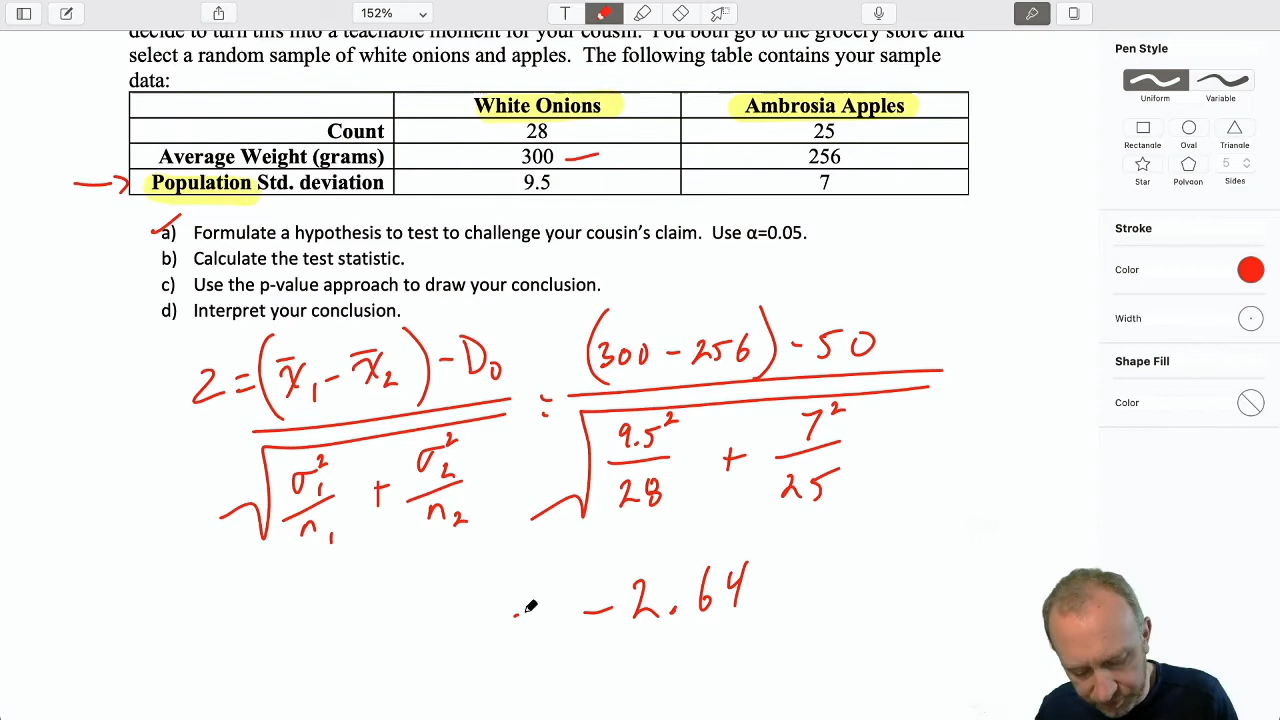 152%
T
decide to turn this into a teachable moment for your cousin. You both go to the grocery store and
select a random sample of white onions and apples. The following table contains your sample
data:
White Onions Ambrosia Apples
Count 28 25
Average Weight (grams) 300 256
Population Std. deviation 9.5 7
a) Formulate a hypothesis to test to challenge your cousin's claim. Use α=0.05.
b) Calculate the test statistic.
c) Use the p-value approach to draw your conclusion.
d) Interpret your conclusion.
Z = (x̄₁ - x̄₂) - D₀ = (300 - 256) - 50
√ σ₁² / n₁ + σ₂² / n₂ √ 9.5² / 28 + 7² / 25
- 2.64
Pen Style
Uniform Variable
Rectangle Oval Triangle
Star Polygon 5 Sides
Stroke
Color
Width
Shape Fill
Color